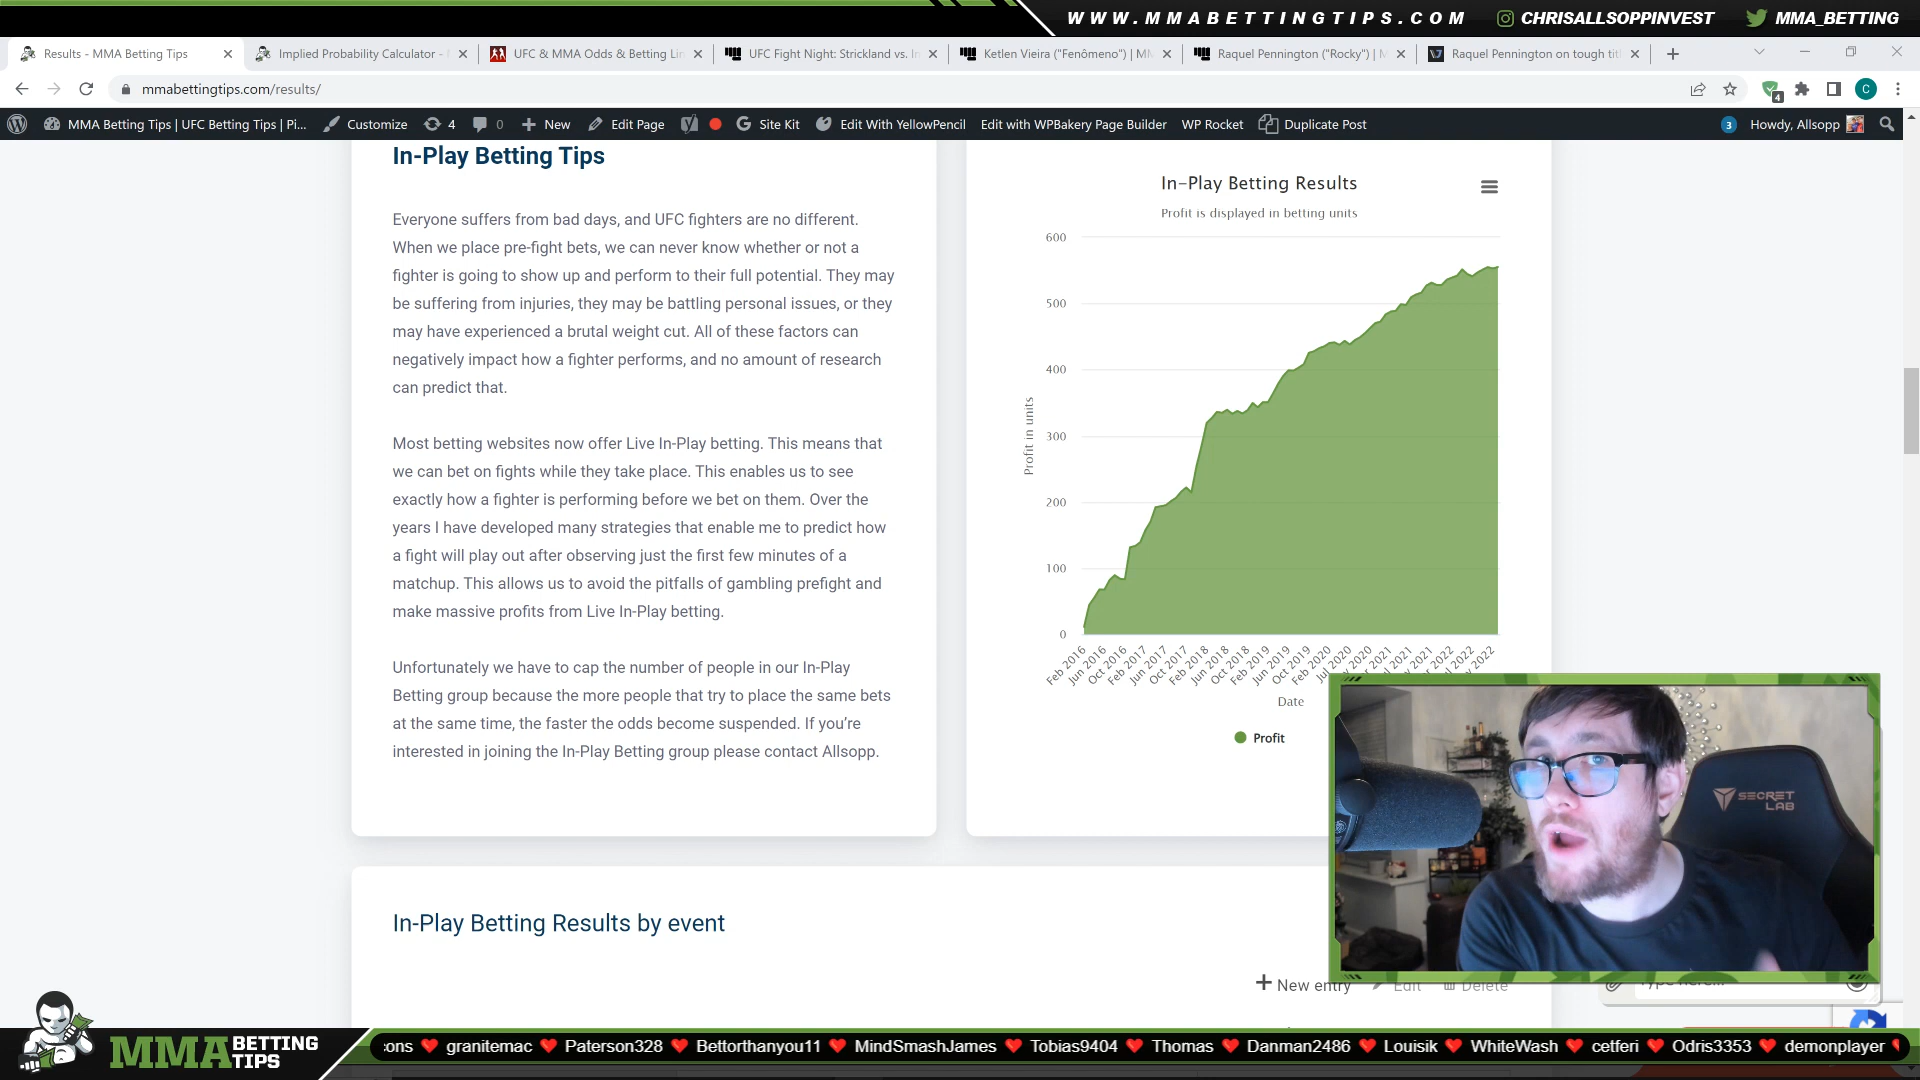 WWW.MMABETTINGTIPS.COM
CHRISALLSOPPINVEST
MMA_BETTING
Results - MMA Betting Tips
Implied Probability Calculator -
UFC & MMA Odds & Betting Lin
UFC Fight Night: Strickland vs. In
Ketlen Vieira ("Fenômeno") | MM
Raquel Pennington ("Rocky") | M
Raquel Pennington on tough titl
mmabettingtips.com/results/
4
C
MMA Betting Tips | UFC Betting Tips | Pi...
Customize
4
0
New
Edit Page
Site Kit
Edit With YellowPencil
Edit with WPBakery Page Builder
WP Rocket
Duplicate Post
3
Howdy, Allsopp
In-Play Betting Tips
Everyone suffers from bad days, and UFC fighters are no different.
When we place pre-fight bets, we can never know whether or not a
fighter is going to show up and perform to their full potential. They may
be suffering from injuries, they may be battling personal issues, or they
may have experienced a brutal weight cut. All of these factors can
negatively impact how a fighter performs, and no amount of research
can predict that.
Most betting websites now offer Live In-Play betting. This means that
we can bet on fights while they take place. This enables us to see
exactly how a fighter is performing before we bet on them. Over the
years I have developed many strategies that enable me to predict how
a fight will play out after observing just the first few minutes of a
matchup. This allows us to avoid the pitfalls of gambling prefight and
make massive profits from Live In-Play betting.
Unfortunately we have to cap the number of people in our In-Play
Betting group because the more people that try to place the same bets
at the same time, the faster the odds become suspended. If you're
interested in joining the In-Play Betting group please contact Allsopp.
In-Play Betting Results
Profit is displayed in betting units
600
500
400
300
200
100
0
Profit in units
Feb 2016
Jun 2016
Oct 2016
Feb 2017
Jun 2017
Oct 2017
Feb 2018
Jun 2018
Oct 2018
Feb 2019
Jun 2019
Oct 2019
Feb 2020
Jul 2020
2020
2021
2021
2021
2022
2022
2022
Date
Profit
SECRET
LAB
In-Play Betting Results by event
New entry
Edit
Delete
Type here...
MMA BETTING TIPS
:ons ❤ granitemac ❤ Paterson328 ❤ Bettorthanyou11 ❤ MindSmashJames ❤ Tobias9404 ❤ Thomas ❤ Danman2486 ❤ Louisik ❤ WhiteWash ❤ cetferi ❤ Odris3353 ❤ demonplayer